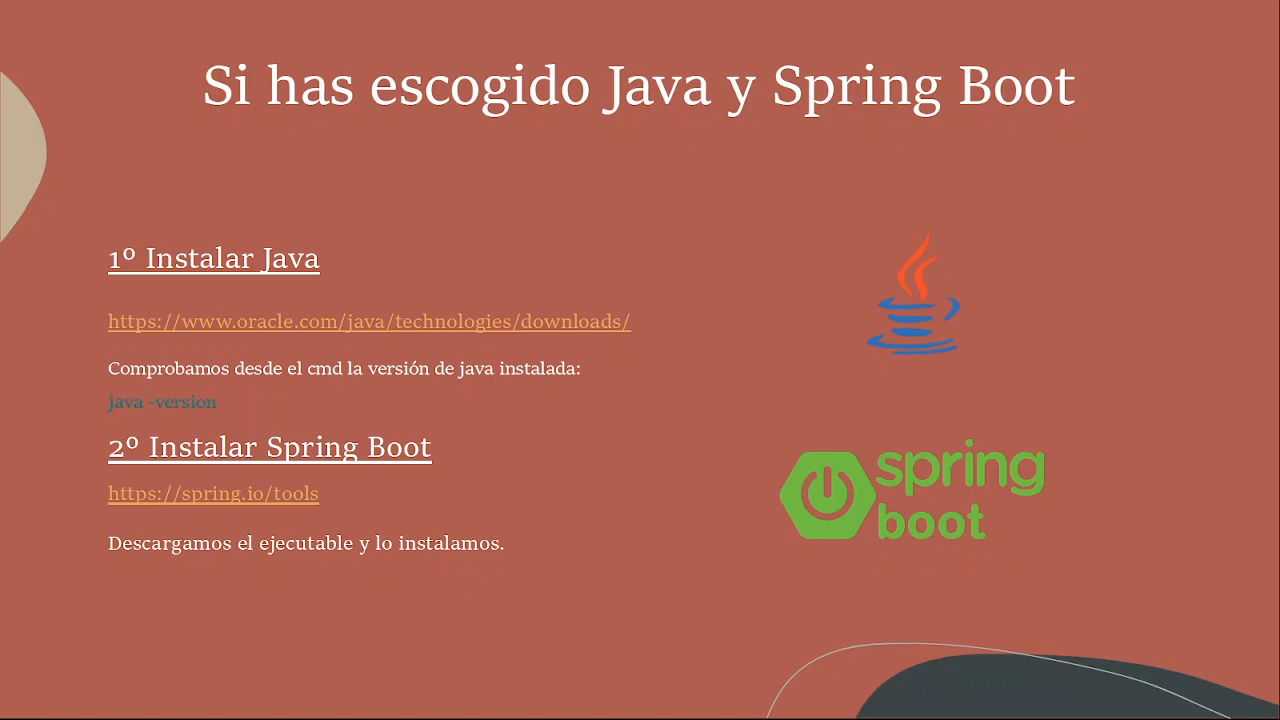 Si has escogido Java y Spring Boot
1º Instalar Java
https://www.oracle.com/java/technologies/downloads/
Comprobamos desde el cmd la versión de java instalada:
java -version
2º Instalar Spring Boot
https://spring.io/tools
Descargamos el ejecutable y lo instalamos.
spring
boot